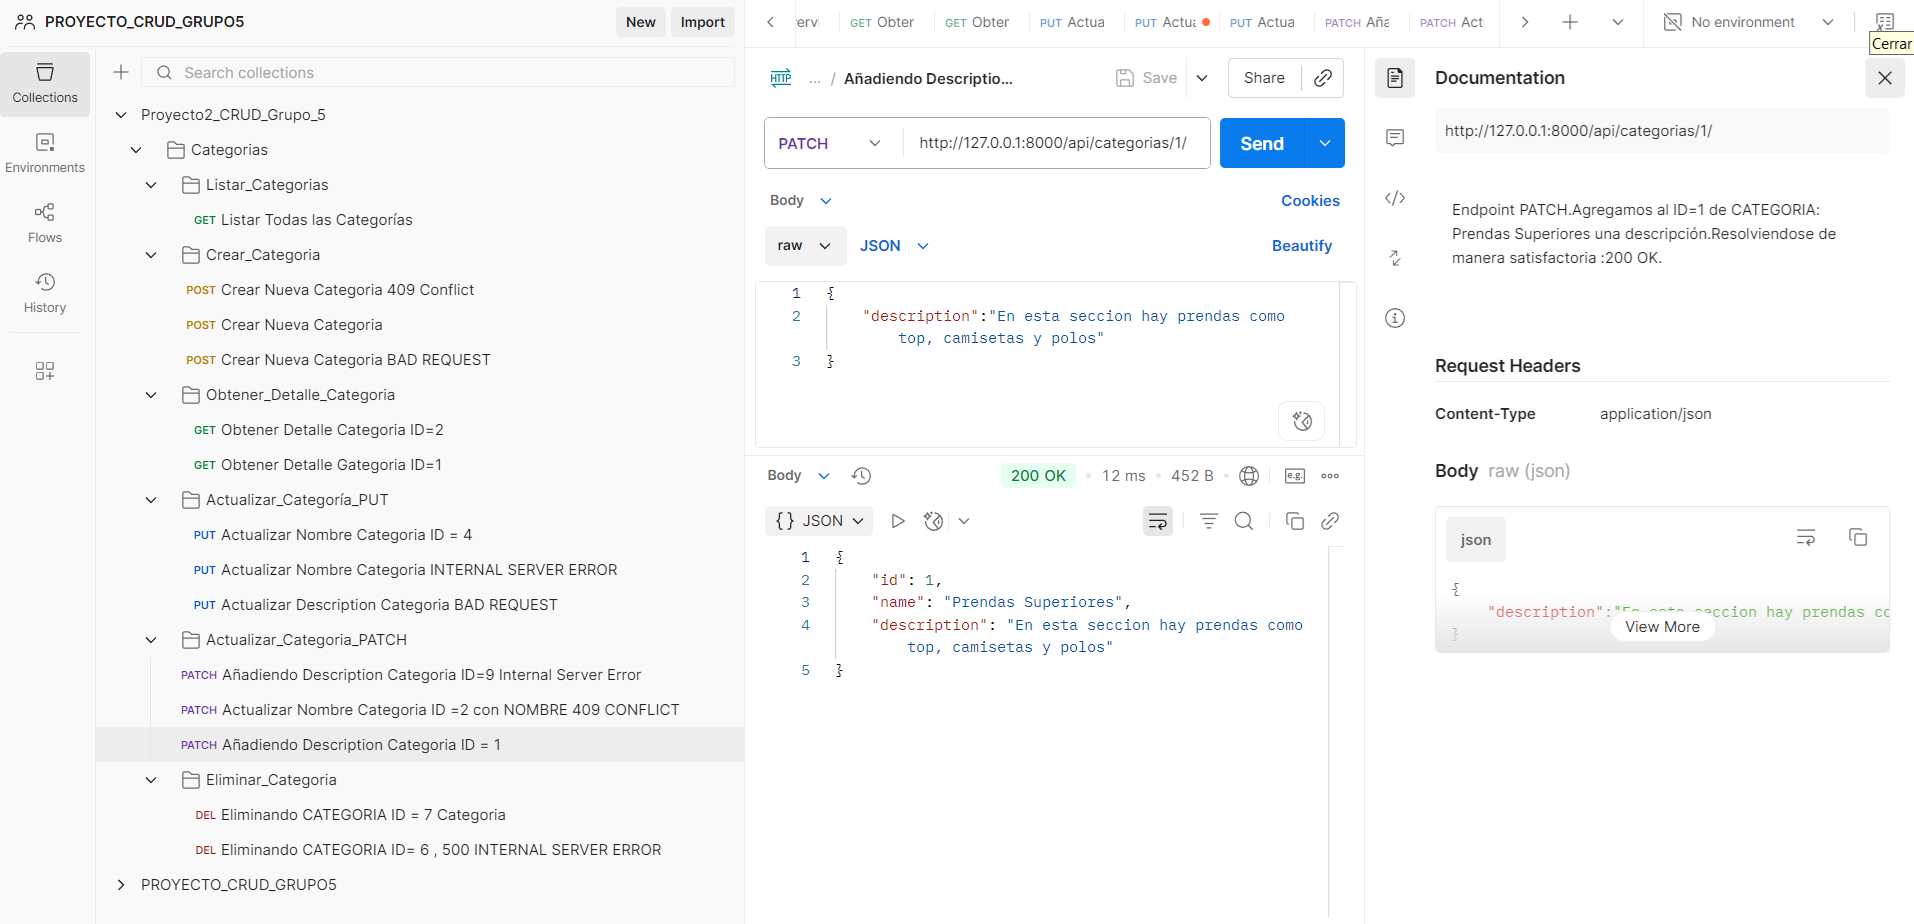 PROYECTO_CRUD_GRUPO5
New
Import
GET Obter
GET Obter
PUT Actua
PUT Actua
PUT Actua
PATCH Aña
PATCH Act
No environment
Cerrar
Collections
Environments
Flows
History
Search collections
Proyecto2_CRUD_Grupo_5
Categorias
Listar_Categorias
GET Listar Todas las Categorías
Crear_Categoria
POST Crear Nueva Categoria 409 Conflict
POST Crear Nueva Categoria
POST Crear Nueva Categoria BAD REQUEST
Obtener_Detalle_Categoria
GET Obtener Detalle Categoria ID=2
GET Obtener Detalle Gategoria ID=1
Actualizar_Categoría_PUT
PUT Actualizar Nombre Categoria ID = 4
PUT Actualizar Nombre Categoria INTERNAL SERVER ERROR
PUT Actualizar Description Categoria BAD REQUEST
Actualizar_Categoria_PATCH
PATCH Añadiendo Description Categoria ID=9 Internal Server Error
PATCH Actualizar Nombre Categoria ID =2 con NOMBRE 409 CONFLICT
PATCH Añadiendo Description Categoria ID = 1
Eliminar_Categoria
DEL Eliminando CATEGORIA ID = 7 Categoria
DEL Eliminando CATEGORIA ID= 6 , 500 INTERNAL SERVER ERROR
PROYECTO_CRUD_GRUPO5
HTTP ... / Añadiendo Descriptio...
Save
Share
PATCH
http://127.0.0.1:8000/api/categorias/1/
Send
Body
Cookies
raw
JSON
Beautify
1 {
2 "description":"En esta seccion hay prendas como
top, camisetas y polos"
3 }
Body
200 OK • 12 ms • 452 B
e.g.
{} JSON
1 {
2 "id": 1,
3 "name": "Prendas Superiores",
4 "description": "En esta seccion hay prendas como
top, camisetas y polos"
5 }
Documentation
http://127.0.0.1:8000/api/categorias/1/
Endpoint PATCH.Agregamos al ID=1 de CATEGORIA:
Prendas Superiores una descripción.Resolviendose de
manera satisfactoria :200 OK.
Request Headers
Content-Type application/json
Body raw (json)
json
{
"description":"En esta seccion hay prendas co
}
View More